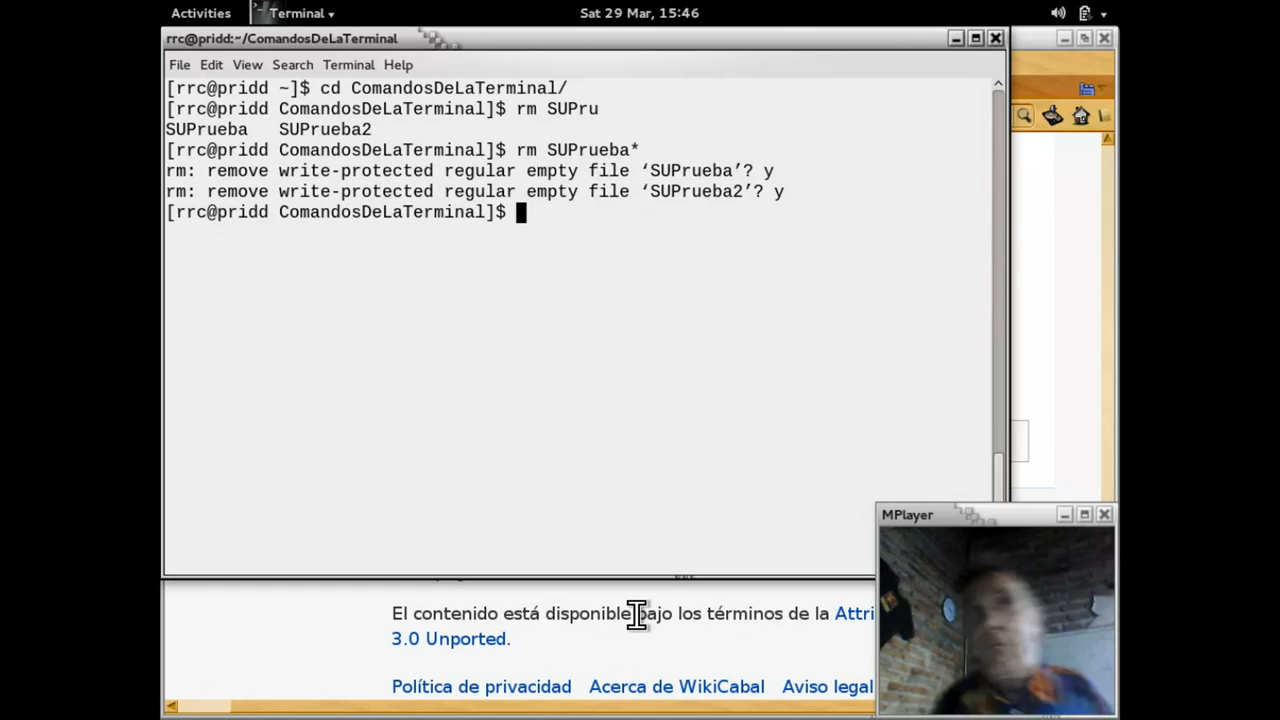 Activities Terminal Sat 29 Mar, 15:46
rrc@pridd:~/ComandosDeLaTerminal
File Edit View Search Terminal Help
[rrc@pridd ~]$ cd ComandosDeLaTerminal/
[rrc@pridd ComandosDeLaTerminal]$ rm SUPru
SUPrueba SUPrueba2
[rrc@pridd ComandosDeLaTerminal]$ rm SUPrueba*
rm: remove write-protected regular empty file ‘SUPrueba’? y
rm: remove write-protected regular empty file ‘SUPrueba2’? y
[rrc@pridd ComandosDeLaTerminal]$
MPlayer
El contenido está disponible bajo los términos de la Attri
3.0 Unported.
Política de privacidad Acerca de WikiCabal Aviso legal